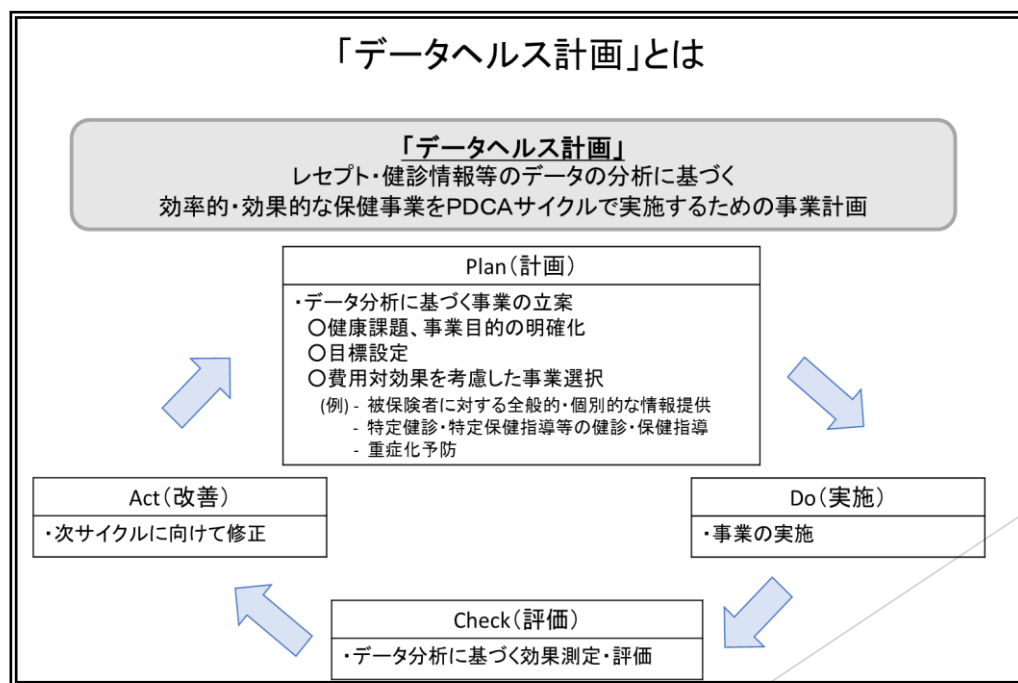 「データヘルス計画」とは
「データヘルス計画」
レセプト・健診情報等のデータの分析に基づく
効率的・効果的な保健事業をPDCAサイクルで実施するための事業計画
Plan(計画)
・データ分析に基づく事業の立案
○健康課題、事業目的の明確化
○目標設定
○費用対効果を考慮した事業選択
(例) - 被保険者に対する全般的・個別的な情報提供
- 特定健診・特定保健指導等の健診・保健指導
- 重症化予防
Act(改善)
・次サイクルに向けて修正
Do(実施)
・事業の実施
Check(評価)
・データ分析に基づく効果測定・評価